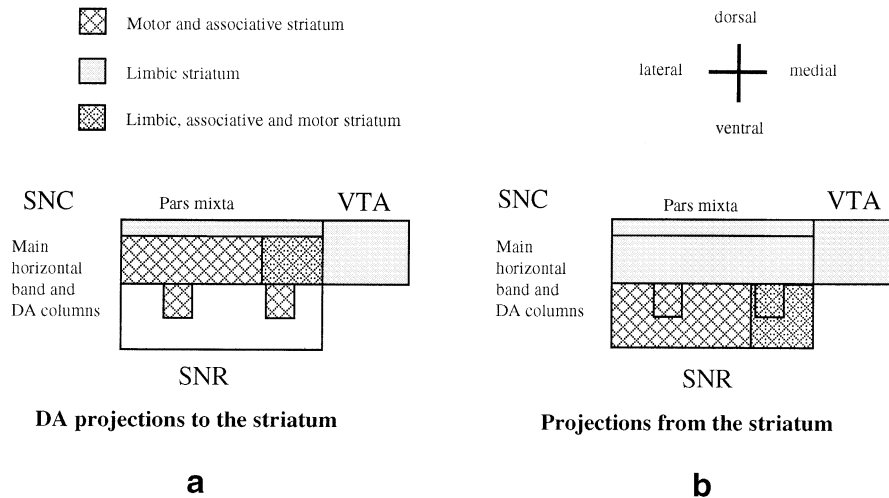 Motor and associative striatum
Limbic striatum
Limbic, associative and motor striatum
dorsal
lateral
medial
ventral
SNC
Pars mixta
VTA
Main
horizontal
band and
DA columns
SNR
DA projections to the striatum
a
SNC
Pars mixta
VTA
Main
horizontal
band and
DA columns
SNR
Projections from the striatum
b